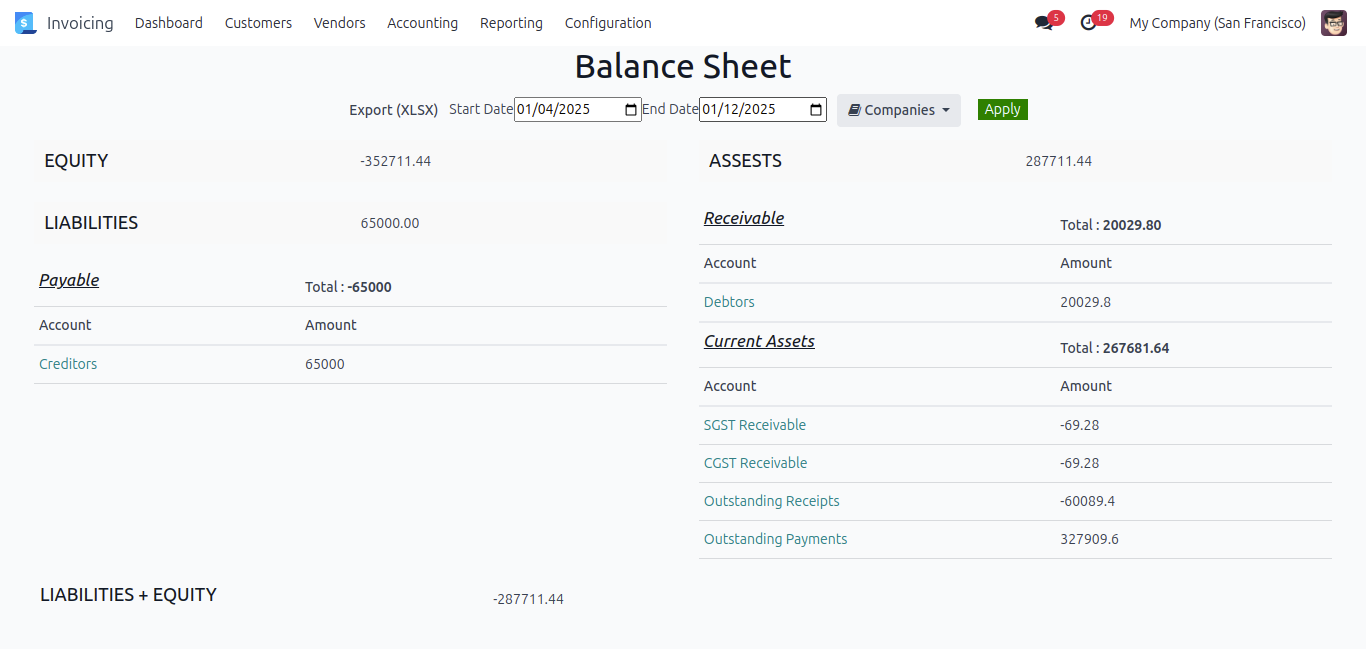 Invoicing Dashboard Customers Vendors Accounting Reporting Configuration 5 19 My Company (San Francisco)
Balance Sheet
Export (XLSX) Start Date 01/04/2025 End Date 01/12/2025 Companies Apply
EQUITY -352711.44
LIABILITIES 65000.00
Payable Total : -65000
Account Amount
Creditors 65000
ASSESTS 287711.44
Receivable Total : 20029.80
Account Amount
Debtors 20029.8
Current Assets Total : 267681.64
Account Amount
SGST Receivable -69.28
CGST Receivable -69.28
Outstanding Receipts -60089.4
Outstanding Payments 327909.6
LIABILITIES + EQUITY -287711.44